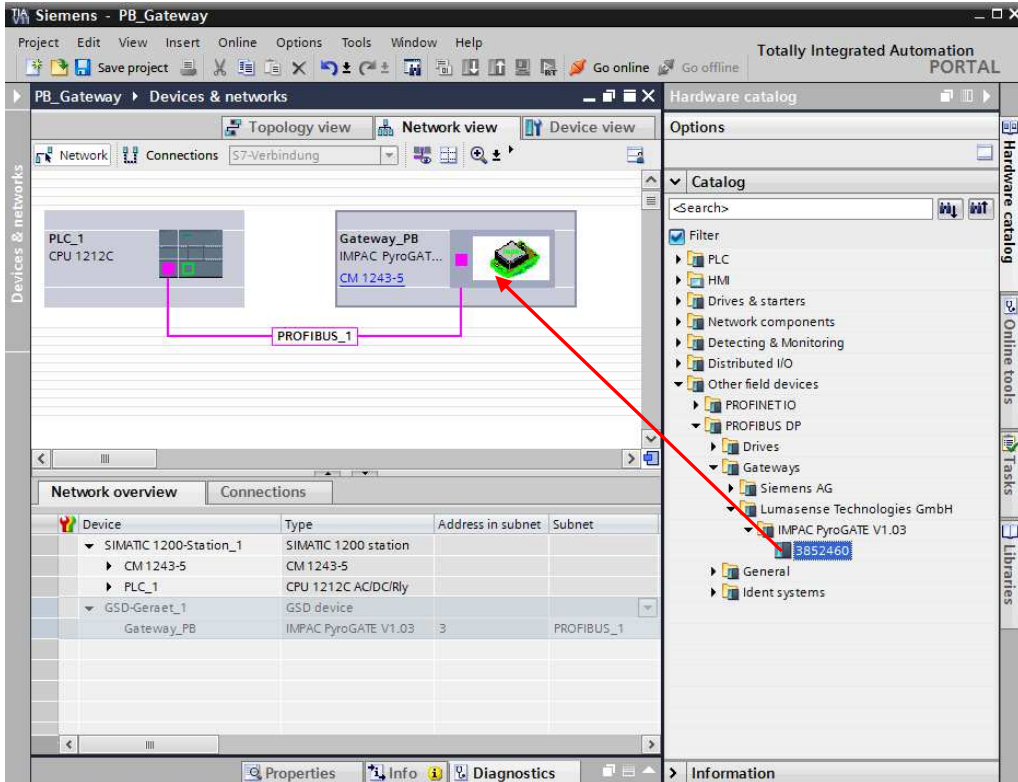 Siemens - PB_Gateway
Project Edit View Insert Online Options Tools Window Help
Totally Integrated Automation
PORTAL
Save project Go online Go offline
PB_Gateway Devices & networks
Hardware catalog
Topology view Network view Device view
Options
Network Connections S7-Verbindung
Catalog
<Search>
Filter
PLC
HMI
Drives & starters
Network components
Detecting & Monitoring
Distributed I/O
Other field devices
PROFINET IO
PROFIBUS DP
Drives
Gateways
Siemens AG
Lumasense Technologies GmbH
IMPAC PyroGATE V1.03
3852460
General
Ident systems
Information
PLC_1
CPU 1212C
Gateway_PB
IMPAC PyroGAT...
CM 1243-5
PROFIBUS_1
Network overview Connections
Device Type Address in subnet Subnet
SIMATIC 1200-Station_1 SIMATIC 1200 station
CM 1243-5 CM 1243-5
PLC_1 CPU 1212C AC/DC/Rly
GSD-Geraet_1 GSD device
Gateway_PB IMPAC PyroGATE V1.03 3 PROFIBUS_1
Properties Info Diagnostics
Devices & networks
Hardware catalog
Online tools
Tasks
Libraries